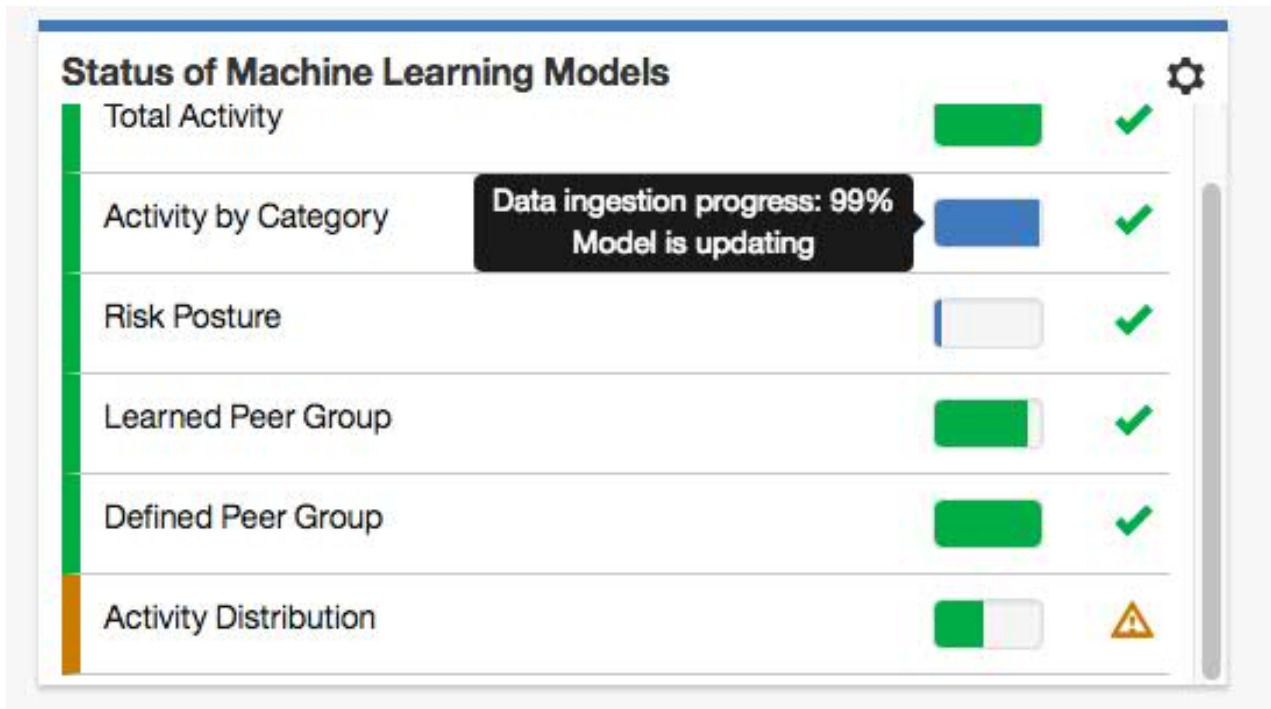 Status of Machine Learning Models
Total Activity
Activity by Category
Data ingestion progress: 99%
Model is updating
Risk Posture
Learned Peer Group
Defined Peer Group
Activity Distribution